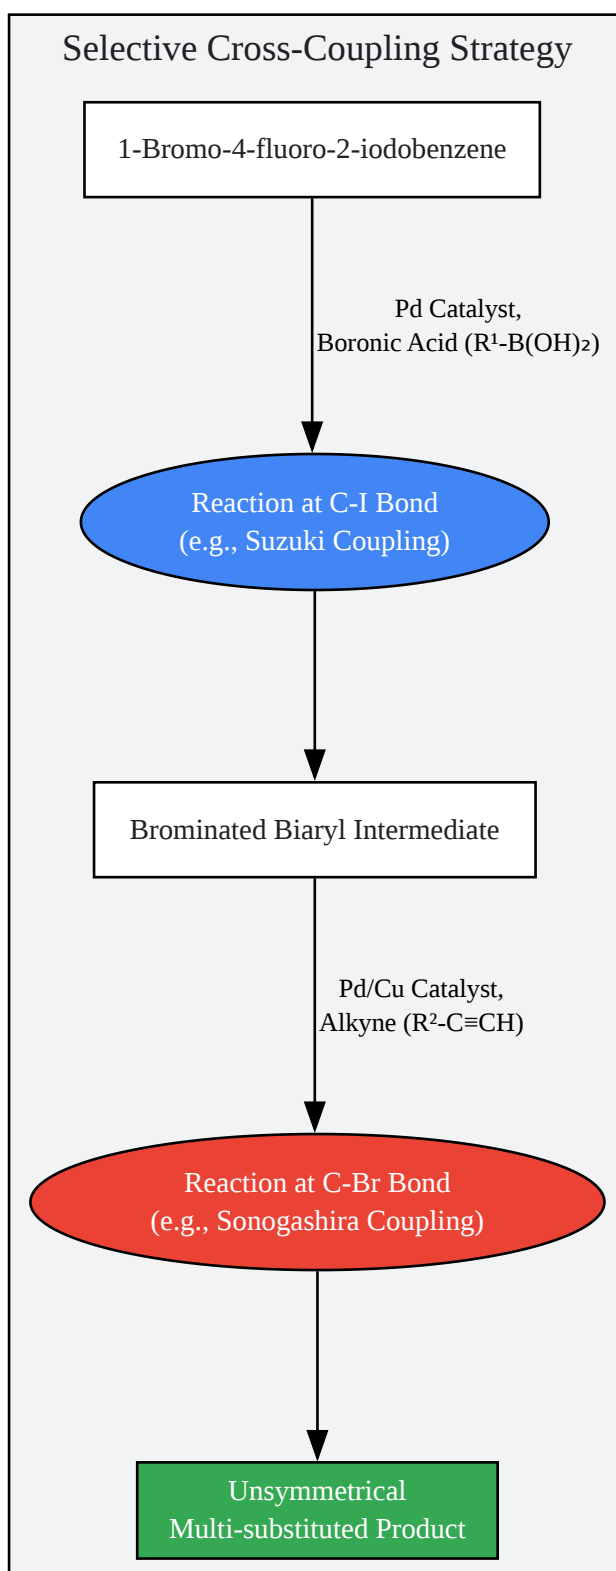 Selective Cross-Coupling Strategy
1-Bromo-4-fluoro-2-iodobenzene
Pd Catalyst,
Boronic Acid (R¹-B(OH)₂)
Reaction at C-I Bond
(e.g., Suzuki Coupling)
Brominated Biaryl Intermediate
Pd/Cu Catalyst,
Alkyne (R²-C≡CH)
Reaction at C-Br Bond
(e.g., Sonogashira Coupling)
Unsymmetrical
Multi-substituted Product